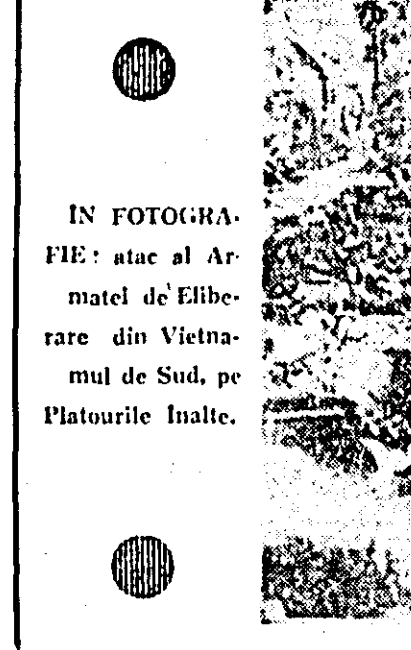 IN FOTOGRA-
FIE: atac al Ar-
matei de Elibe-
rare din Vietna-
mul de Sud, pe
Platourile Inalte.